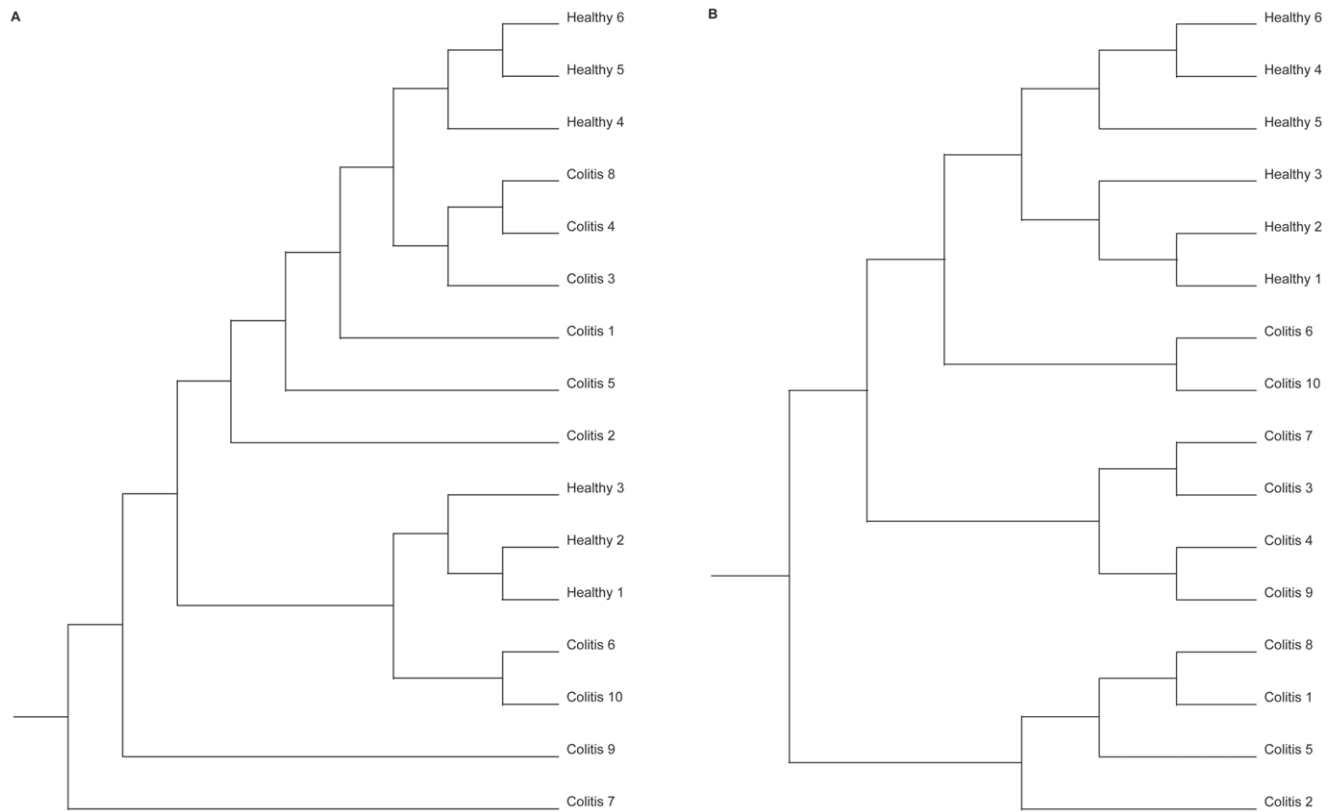 A
Healthy 6
Healthy 5
Healthy 4
Colitis 8
Colitis 4
Colitis 3
Colitis 1
Colitis 5
Colitis 2
Healthy 3
Healthy 2
Healthy 1
Colitis 6
Colitis 10
Colitis 9
Colitis 7
B
Healthy 6
Healthy 4
Healthy 5
Healthy 3
Healthy 2
Healthy 1
Colitis 6
Colitis 10
Colitis 7
Colitis 3
Colitis 4
Colitis 9
Colitis 8
Colitis 1
Colitis 5
Colitis 2